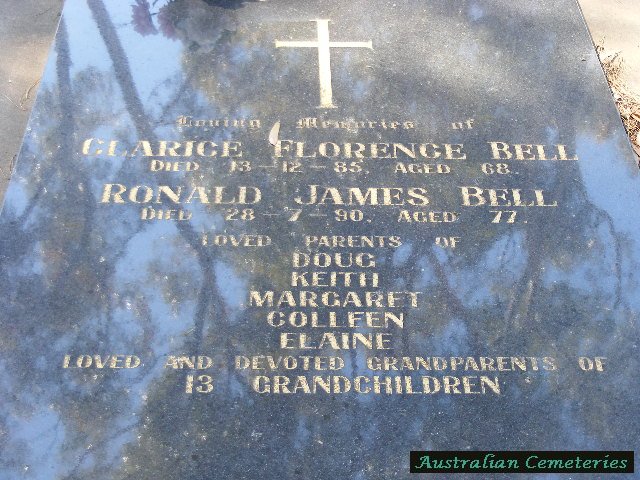 Loving Memories of
CLARICE FLORENCE BELL
DIED 13-12-85, AGED 68.
RONALD JAMES BELL
DIED 28-7-90, AGED 77.
LOVED PARENTS OF
DOUG
KEITH
MARGARET
COLLEEN
ELAINE
LOVED AND DEVOTED GRANDPARENTS OF
13 GRANDCHILDREN
Australian Cemeteries